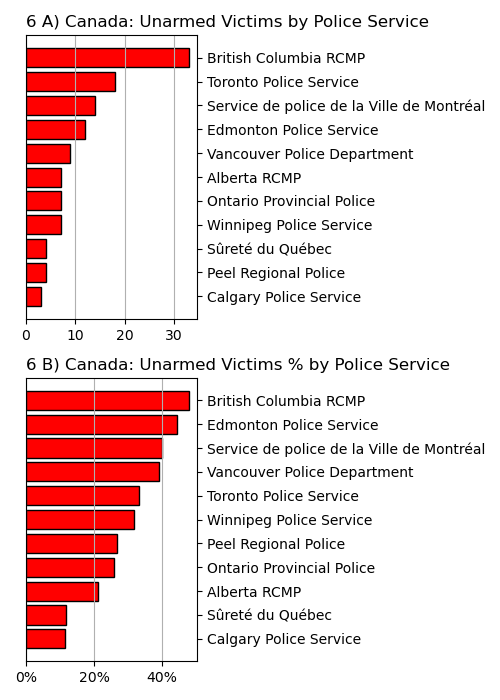 6 A) Canada: Unarmed Victims by Police Service
British Columbia RCMP
Toronto Police Service
Service de police de la Ville de Montréal
Edmonton Police Service
Vancouver Police Department
Alberta RCMP
Ontario Provincial Police
Winnipeg Police Service
Sûreté du Québec
Peel Regional Police
Calgary Police Service
0 10 20 30
6 B) Canada: Unarmed Victims % by Police Service
British Columbia RCMP
Edmonton Police Service
Service de police de la Ville de Montréal
Vancouver Police Department
Toronto Police Service
Winnipeg Police Service
Peel Regional Police
Ontario Provincial Police
Alberta RCMP
Sûreté du Québec
Calgary Police Service
0% 20% 40%